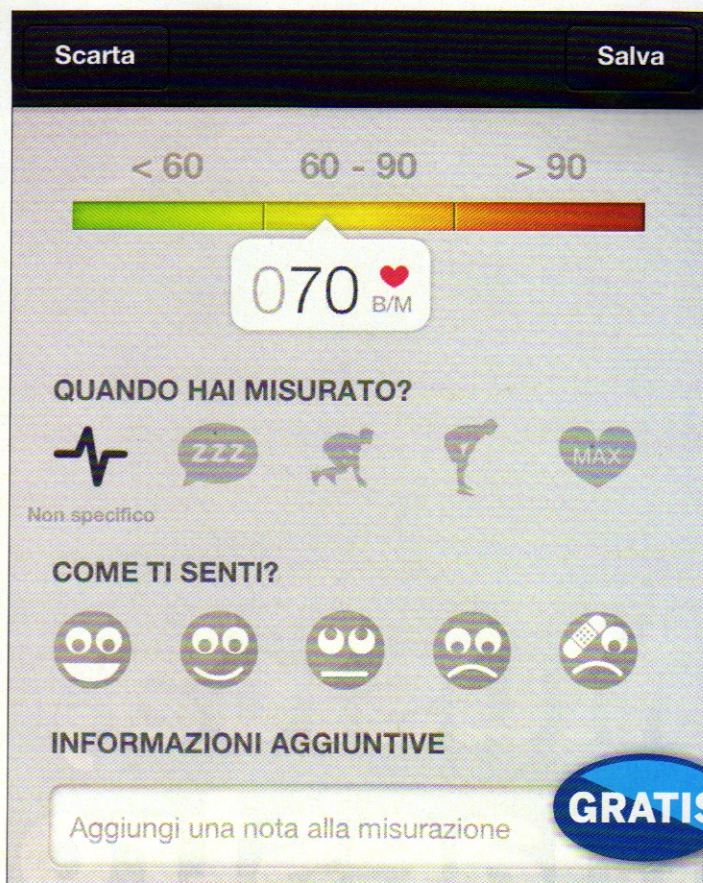 Scarta Salva
< 60 60 - 90 > 90
070 B/M
QUANDO HAI MISURATO?
ZZZ MAX
Non specifico
COME TI SENTI?
INFORMAZIONI AGGIUNTIVE
Aggiungi una nota alla misurazione
GRATIS